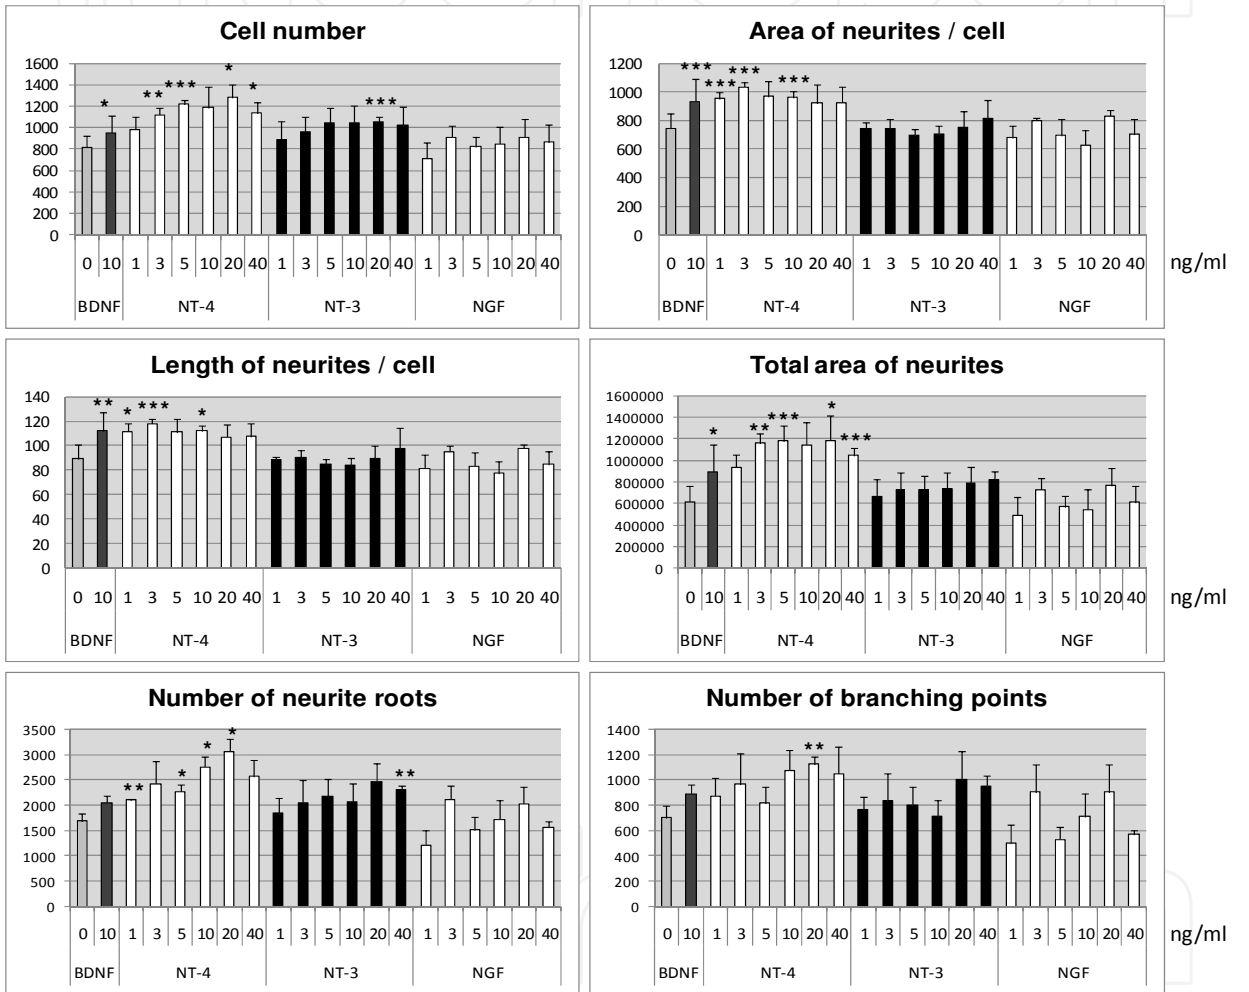 Cell number
* ** *** * * ***
1600
1400
1200
1000
800
600
400
200
0
0 10 1 3 5 10 20 40 1 3 5 10 20 40 1 3 5 10 20 40
BDNF NT-4 NT-3 NGF
Area of neurites / cell
*** *** *** ***
1200
1000
800
600
400
200
0
0 10 1 3 5 10 20 40 1 3 5 10 20 40 1 3 5 10 20 40 ng/ml
BDNF NT-4 NT-3 NGF
Length of neurites / cell
** * *** *
140
120
100
80
60
40
20
0
0 10 1 3 5 10 20 40 1 3 5 10 20 40 1 3 5 10 20 40
BDNF NT-4 NT-3 NGF
Total area of neurites
* ** *** * ***
1600000
1400000
1200000
1000000
800000
600000
400000
200000
0
0 10 1 3 5 10 20 40 1 3 5 10 20 40 1 3 5 10 20 40 ng/ml
BDNF NT-4 NT-3 NGF
Number of neurite roots
** * * * **
3500
3000
2500
2000
1500
1000
500
0
0 10 1 3 5 10 20 40 1 3 5 10 20 40 1 3 5 10 20 40
BDNF NT-4 NT-3 NGF
Number of branching points
**
1400
1200
1000
800
600
400
200
0
0 10 1 3 5 10 20 40 1 3 5 10 20 40 1 3 5 10 20 40 ng/ml
BDNF NT-4 NT-3 NGF